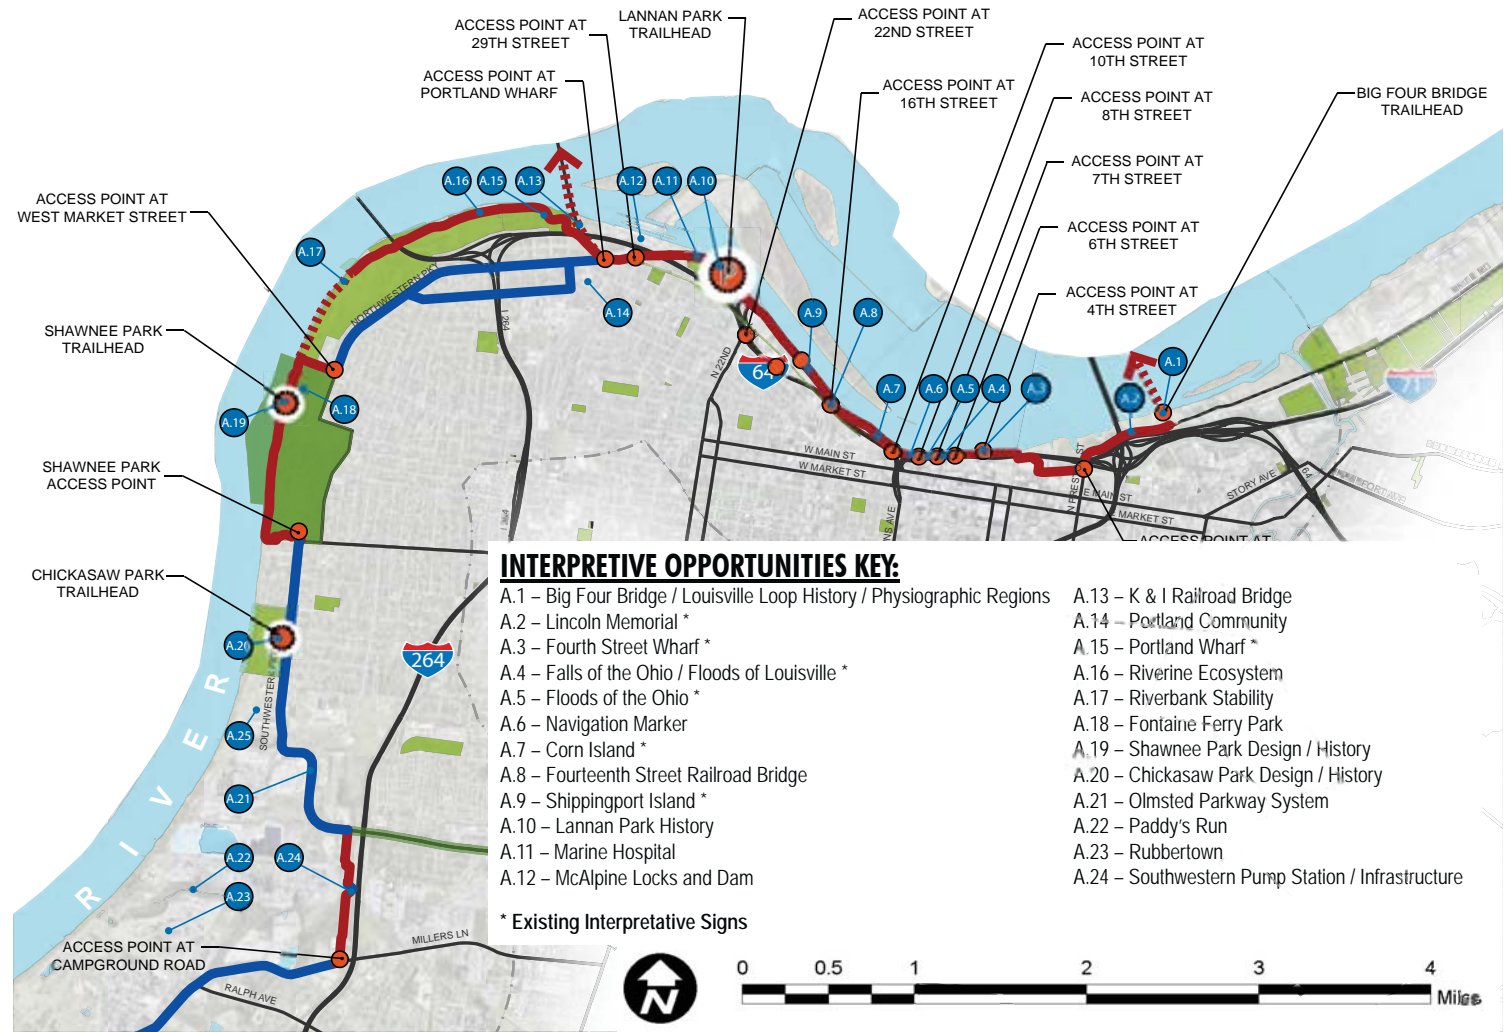 ACCESS POINT AT
29TH STREET
LANNAN PARK
TRAILHEAD
ACCESS POINT AT
22ND STREET
ACCESS POINT AT
10TH STREET
ACCESS POINT AT
PORTLAND WHARF
ACCESS POINT AT
16TH STREET
ACCESS POINT AT
8TH STREET
BIG FOUR BRIDGE
TRAILHEAD
ACCESS POINT AT
7TH STREET
ACCESS POINT AT
WEST MARKET STREET
ACCESS POINT AT
6TH STREET
ACCESS POINT AT
4TH STREET
SHAWNEE PARK
TRAILHEAD
SHAWNEE PARK
ACCESS POINT
CHICKASAW PARK
TRAILHEAD
ACCESS POINT AT
CAMPGROUND ROAD
ACCESS POINT AT
A.16
A.15
A.13
A.12
A.11
A.10
A.17
A.14
A.9
A.8
A.1
A.7
A.6
A.5
A.4
A.3
A.2
A.19
A.18
A.20
A.25
A.21
A.22
A.24
A.23
NORTHWESTERN PKY
I 264
N 22ND
64
71
W MAIN ST
W MARKET ST
E MAIN ST
E MARKET ST
STORY AVE
I 64
I 264
264
RIVER
MILLERS LN
RALPH AVE
INTERPRETIVE OPPORTUNITIES KEY:
A.1 – Big Four Bridge / Louisville Loop History / Physiographic Regions
A.2 – Lincoln Memorial *
A.3 – Fourth Street Wharf *
A.4 – Falls of the Ohio / Floods of Louisville *
A.5 – Floods of the Ohio *
A.6 – Navigation Marker
A.7 – Corn Island *
A.8 – Fourteenth Street Railroad Bridge
A.9 – Shippingport Island *
A.10 – Lannan Park History
A.11 – Marine Hospital
A.12 – McAlpine Locks and Dam
A.13 – K & I Railroad Bridge
A.14 – Portland Community
A.15 – Portland Wharf *
A.16 – Riverine Ecosystem
A.17 – Riverbank Stability
A.18 – Fontaine Ferry Park
A.19 – Shawnee Park Design / History
A.20 – Chickasaw Park Design / History
A.21 – Olmsted Parkway System
A.22 – Paddy's Run
A.23 – Rubbertown
A.24 – Southwestern Pump Station / Infrastructure
* Existing Interpretative Signs
N
0 0.5 1 2 3 4
Miles